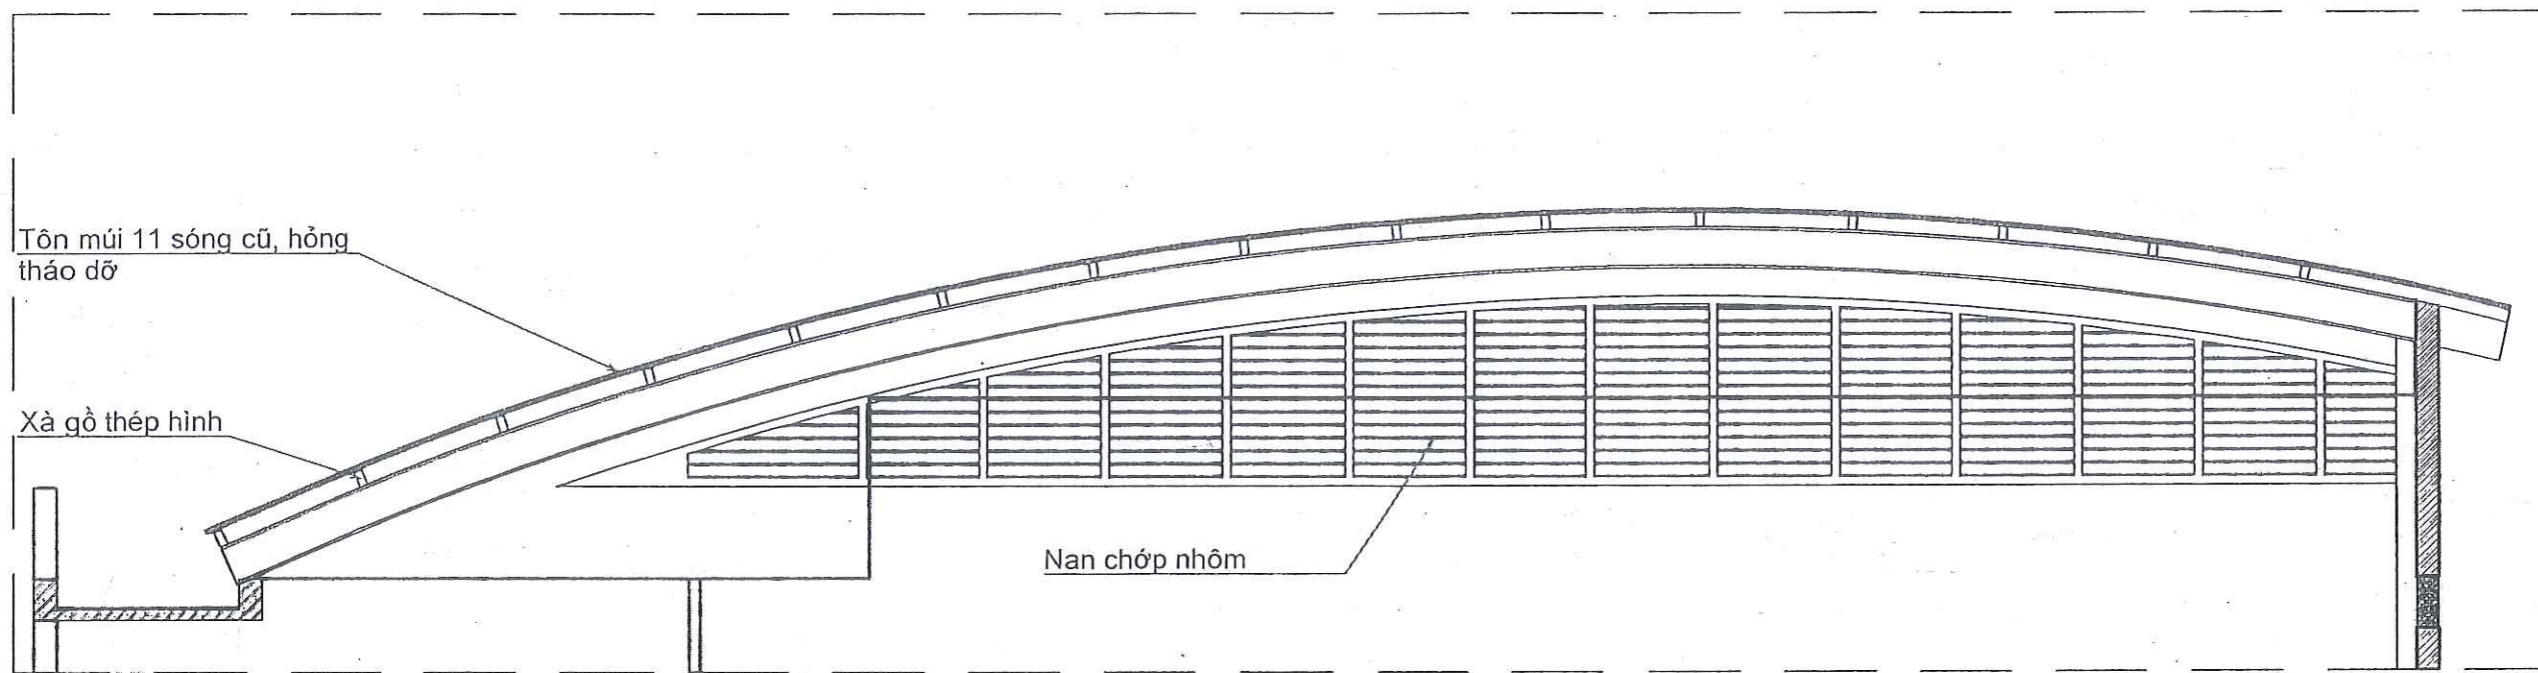 Tôn múi 11 sóng cũ, hỏng
tháo dỡ
Xà gồ thép hình
Nan chớp nhôm